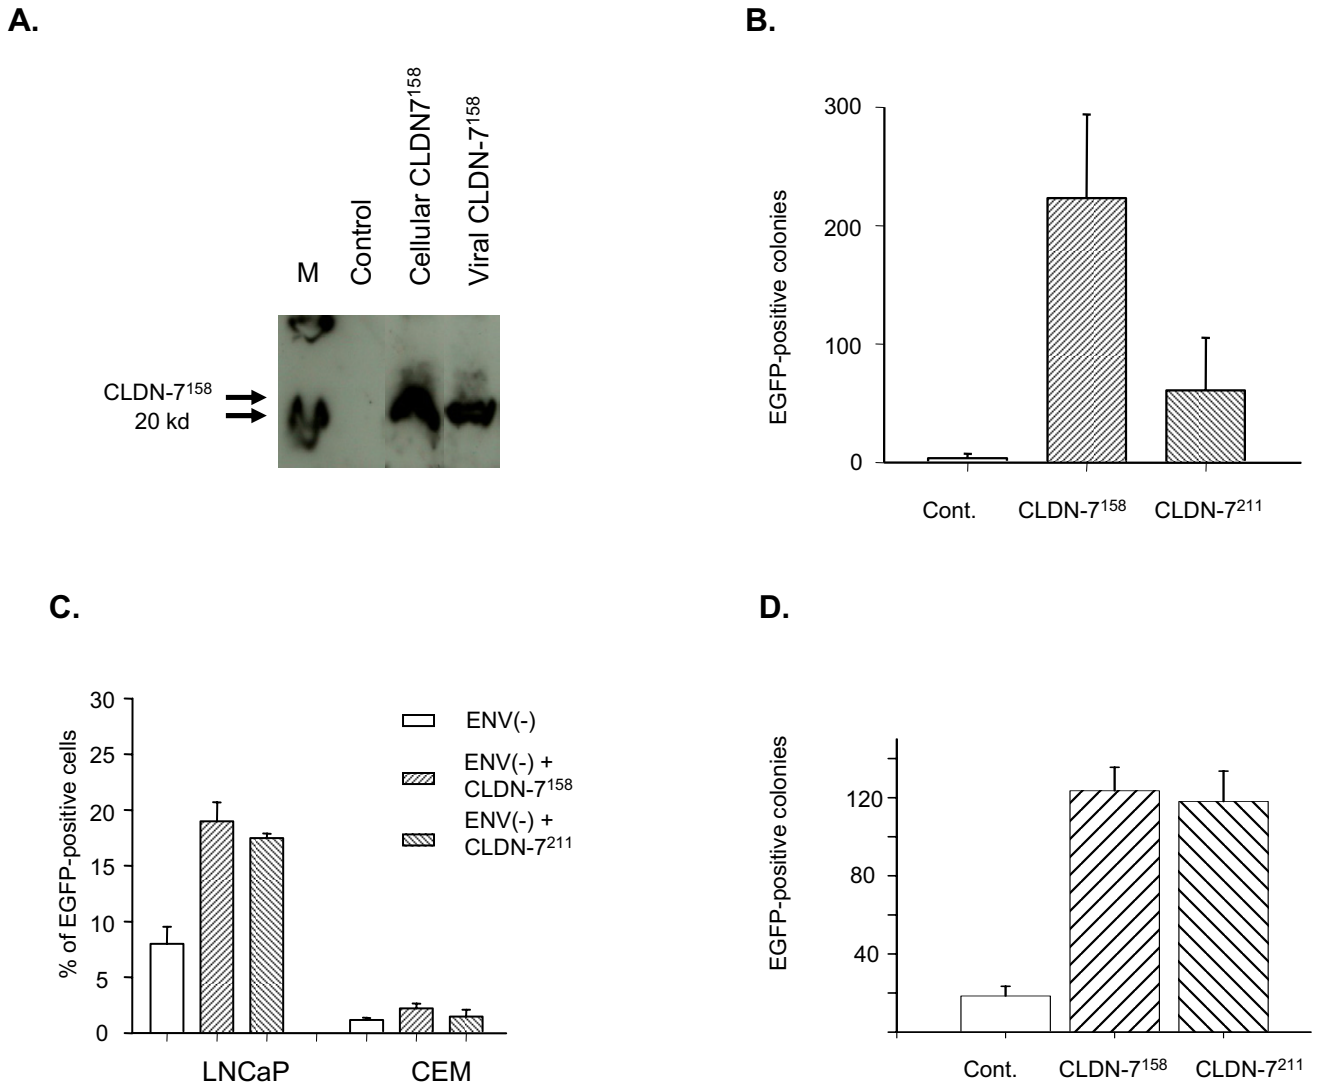 A.
M
Control
Cellular CLDN7158
Viral CLDN-7158
CLDN-7158
20 kd
B.
EGFP-positive colonies
300
200
100
0
Cont.
CLDN-7158
CLDN-7211
C.
% of EGFP-positive cells
30
25
20
15
10
5
0
ENV(-)
ENV(-) +
CLDN-7158
ENV(-) +
CLDN-7211
LNCaP
CEM
D.
EGFP-positive colonies
120
80
40
Cont.
CLDN-7158
CLDN-7211